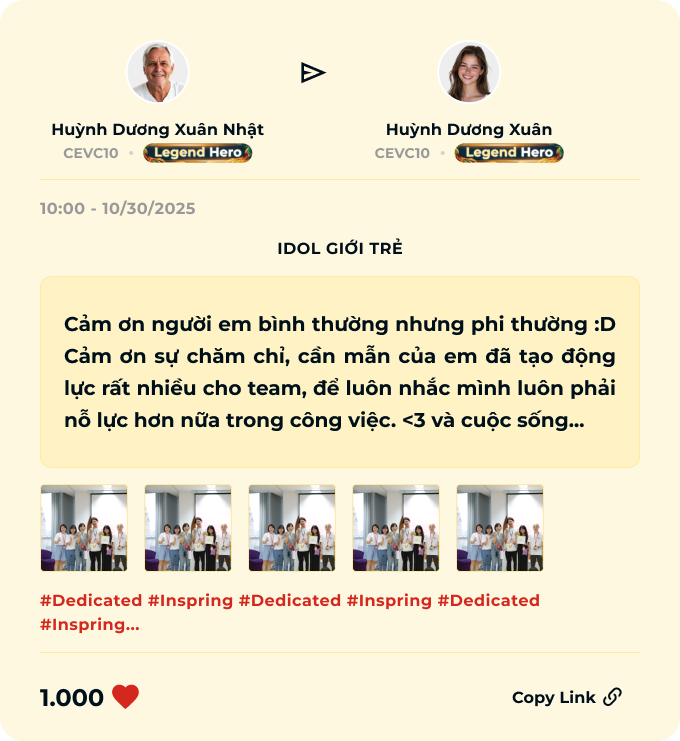 Huỳnh Dương Xuân Nhật
CEVC10 • Legend Hero
Huỳnh Dương Xuân
CEVC10 • Legend Hero
10:00 - 10/30/2025
IDOL GIỚI TRẺ
Cảm ơn người em bình thường nhưng phi thường :D
Cảm ơn sự chăm chỉ, cần mẫn của em đã tạo động
lực rất nhiều cho team, để luôn nhắc mình luôn phải
nỗ lực hơn nữa trong công việc. <3 và cuộc sống...
#Dedicated #Inspring #Dedicated #Inspring #Dedicated
#Inspring...
1.000
Copy Link